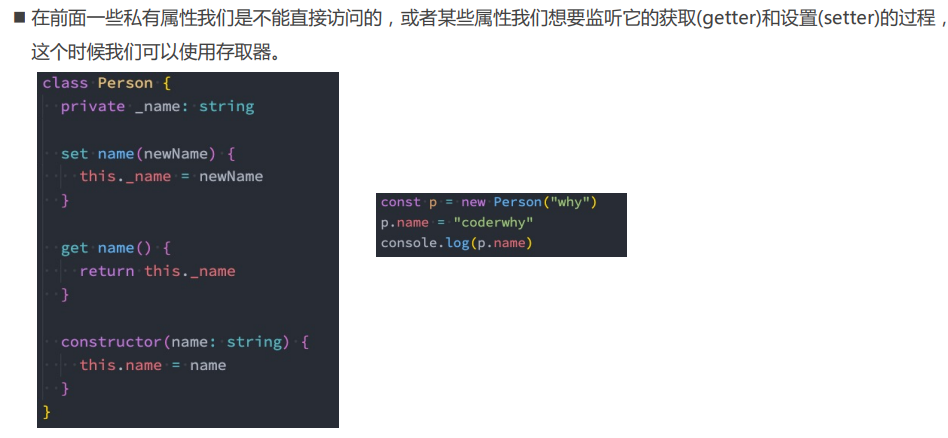 ■ 在前面一些私有属性我们是不能直接访问的，或者某些属性我们想要监听它的获取(getter)和设置(setter)的过程，
这个时候我们可以使用存取器。
class Person {
  private _name: string

  set name(newName) {
    this._name = newName
  }

  get name() {
    return this._name
  }

  constructor(name: string) {
    this.name = name
  }
}
const p = new Person("why")
p.name = "coderwhy"
console.log(p.name)